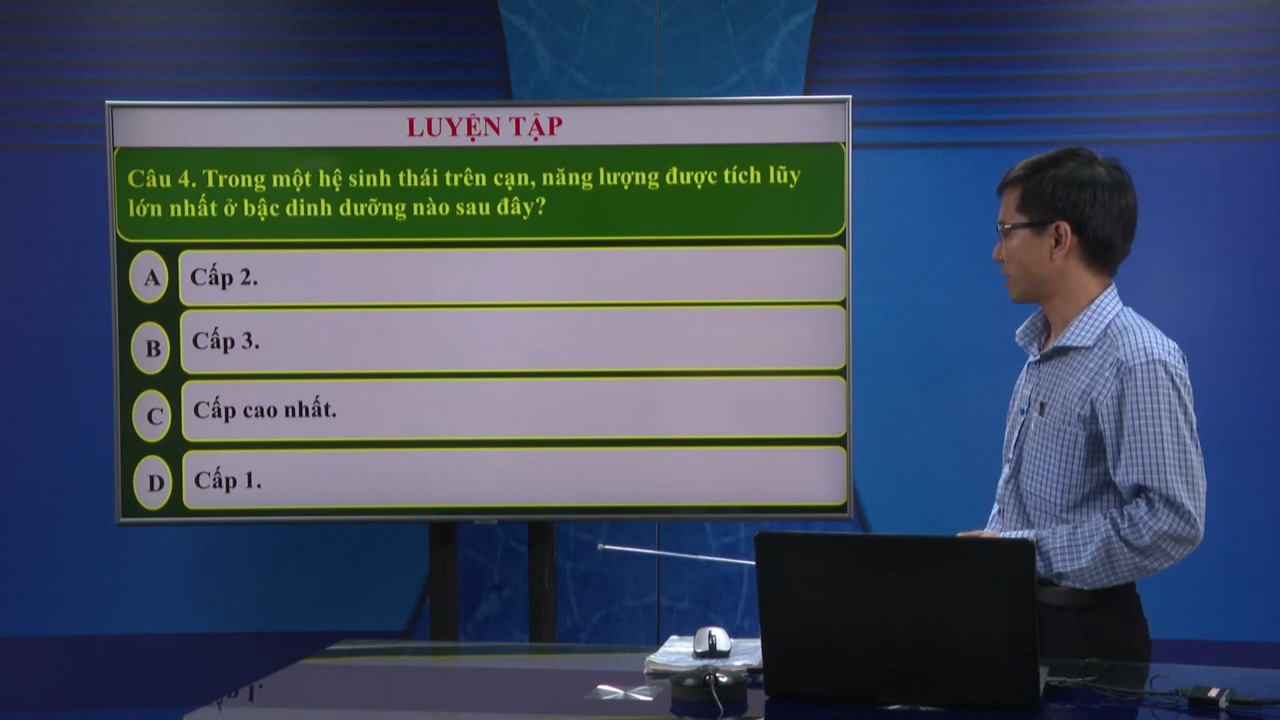 LUYỆN TẬP
Câu 4. Trong một hệ sinh thái trên cạn, năng lượng được tích lũy
lớn nhất ở bậc dinh dưỡng nào sau đây?
A Cấp 2.
B Cấp 3.
C Cấp cao nhất.
D Cấp 1.